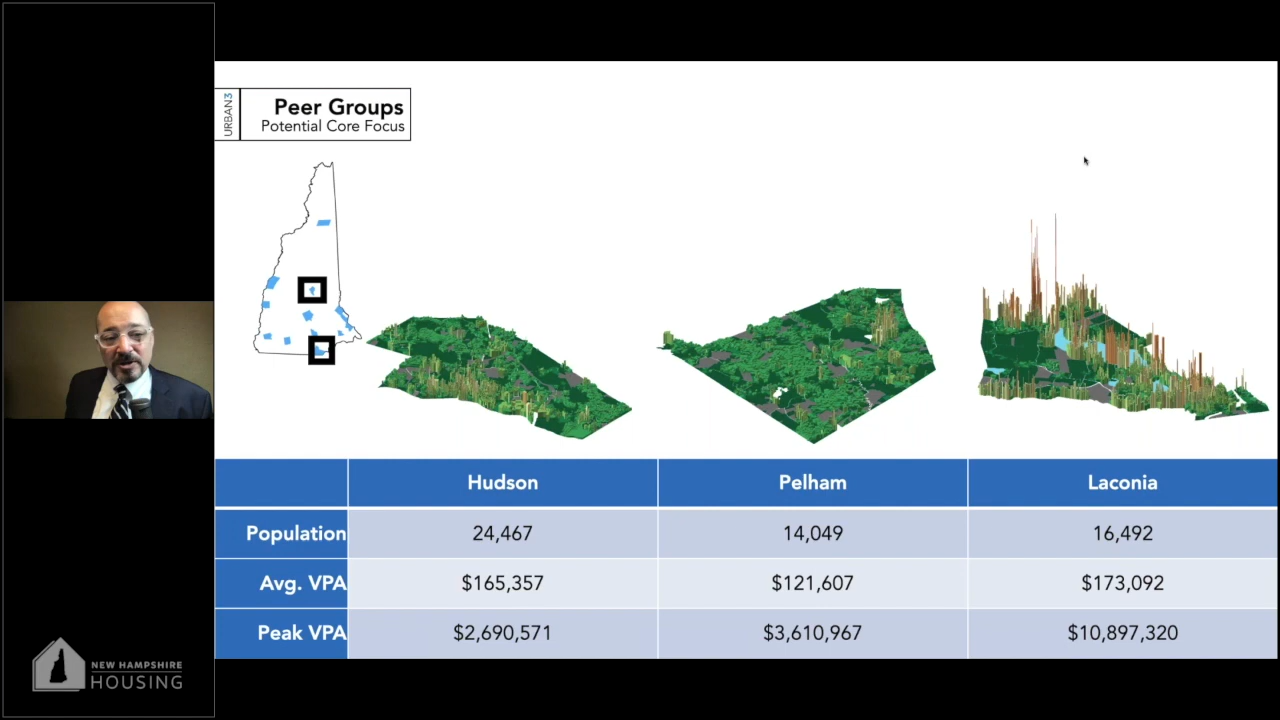 URBAN3
Peer Groups
Potential Core Focus
Hudson Pelham Laconia
Population 24,467 14,049 16,492
Avg. VPA $165,357 $121,607 $173,092
Peak VPA $2,690,571 $3,610,967 $10,897,320
NEW HAMPSHIRE
HOUSING